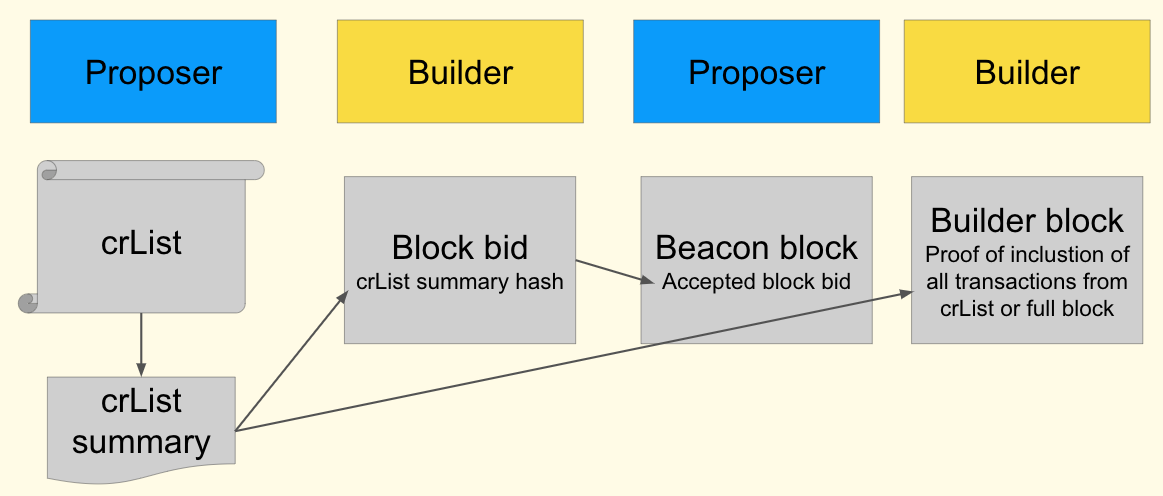 Proposer
Builder
Proposer
Builder
crList
crList
summary
Block bid
crList summary hash
Beacon block
Accepted block bid
Builder block
Proof of inclustion of
all transactions from
crList or full block